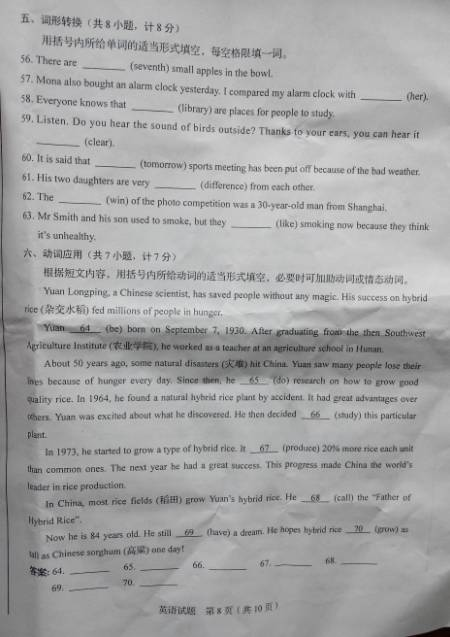 五、词形转换（共 8 小题，计 8 分）
用括号内所给单词的适当形式填空，每空格限填一词。
56. There are ________ (seventh) small apples in the bowl.
57. Mona also bought an alarm clock yesterday. I compared my alarm clock with ________ (her).
58. Everyone knows that ________ (library) are places for people to study.
59. Listen. Do you hear the sound of birds outside? Thanks to your ears, you can hear it
________ (clear).
60. It is said that ________ (tomorrow) sports meeting has been put off because of the bad weather.
61. His two daughters are very ________ (difference) from each other.
62. The ________ (win) of the photo competition was a 30-year-old man from Shanghai.
63. Mr Smith and his son used to smoke, but they ________ (like) smoking now because they think
it's unhealthy.
六、动词应用（共 7 小题，计 7 分）
根据短文内容，用括号内所给动词的适当形式填空，必要时可加助动词或情态动词。
Yuan Longping, a Chinese scientist, has saved people without any magic. His success on hybrid
rice (杂交水稻) fed millions of people in hunger.
Yuan 64 (be) born on September 7, 1930. After graduating from the then Southwest
Agriculture Institute (农业学院), he worked as a teacher at an agriculture school in Hunan.
About 50 years ago, some natural disasters (灾难) hit China. Yuan saw many people lose their
lives because of hunger every day. Since then, he 65 (do) research on how to grow good
quality rice. In 1964, he found a natural hybrid rice plant by accident. It had great advantages over
others. Yuan was excited about what he discovered. He then decided 66 (study) this particular
plant.
In 1973, he started to grow a type of hybrid rice. It 67 (produce) 20% more rice each unit
than common ones. The next year he had a great success. This progress made China the world's
leader in rice production.
In China, most rice fields (稻田) grow Yuan's hybrid rice. He 68 (call) the "Father of
Hybrid Rice".
Now he is 84 years old. He still 69 (have) a dream. He hopes hybrid rice 70 (grow) as
tall as Chinese sorghum (高粱) one day!
答案: 64. ________ 65. ________ 66. ________ 67. ________ 68. ________
69. ________ 70. ________
英语试题 第 8 页（共 10 页）